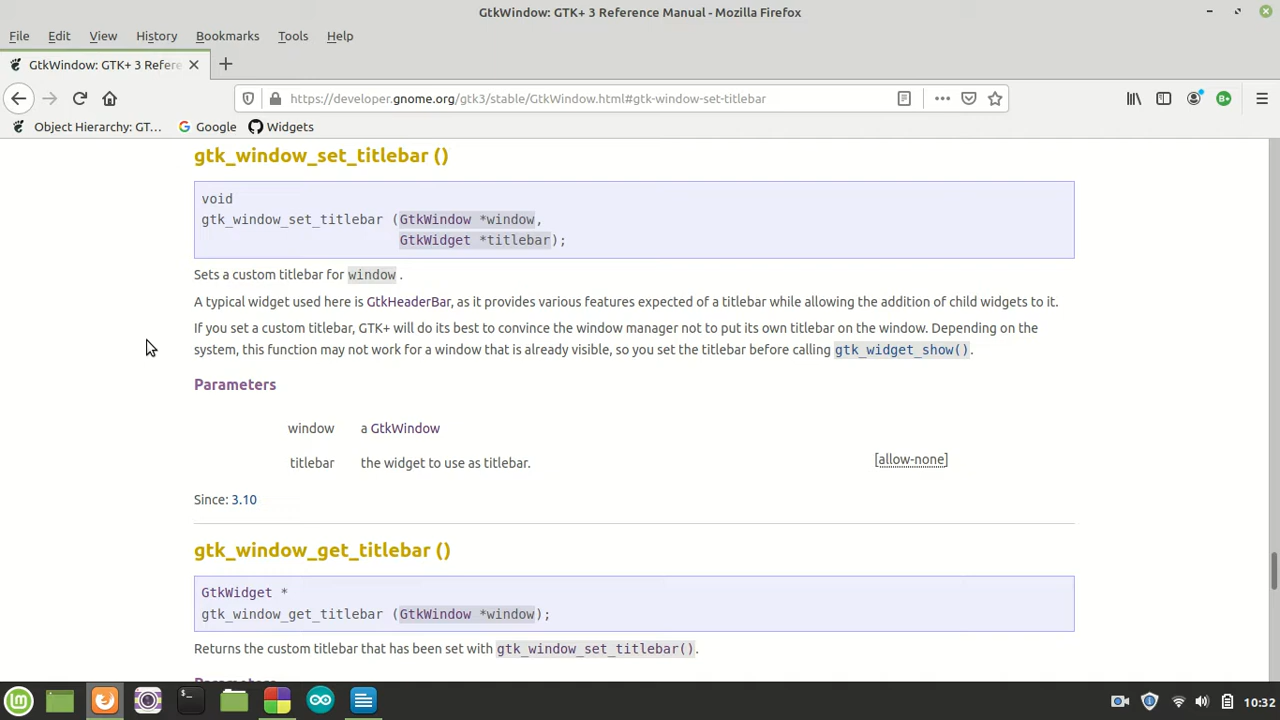 GtkWindow: GTK+ 3 Reference Manual - Mozilla Firefox
File Edit View History Bookmarks Tools Help
GtkWindow: GTK+ 3 Refere
https://developer.gnome.org/gtk3/stable/GtkWindow.html#gtk-window-set-titlebar
B+
Object Hierarchy: GT… Google Widgets
gtk_window_set_titlebar ()
void
gtk_window_set_titlebar (GtkWindow *window,
GtkWidget *titlebar);
Sets a custom titlebar for window .
A typical widget used here is GtkHeaderBar, as it provides various features expected of a titlebar while allowing the addition of child widgets to it.
If you set a custom titlebar, GTK+ will do its best to convince the window manager not to put its own titlebar on the window. Depending on the
system, this function may not work for a window that is already visible, so you set the titlebar before calling gtk_widget_show().
Parameters
window a GtkWindow
titlebar the widget to use as titlebar. [allow-none]
Since: 3.10
gtk_window_get_titlebar ()
GtkWidget *
gtk_window_get_titlebar (GtkWindow *window);
Returns the custom titlebar that has been set with gtk_window_set_titlebar().
Parameters
10:32